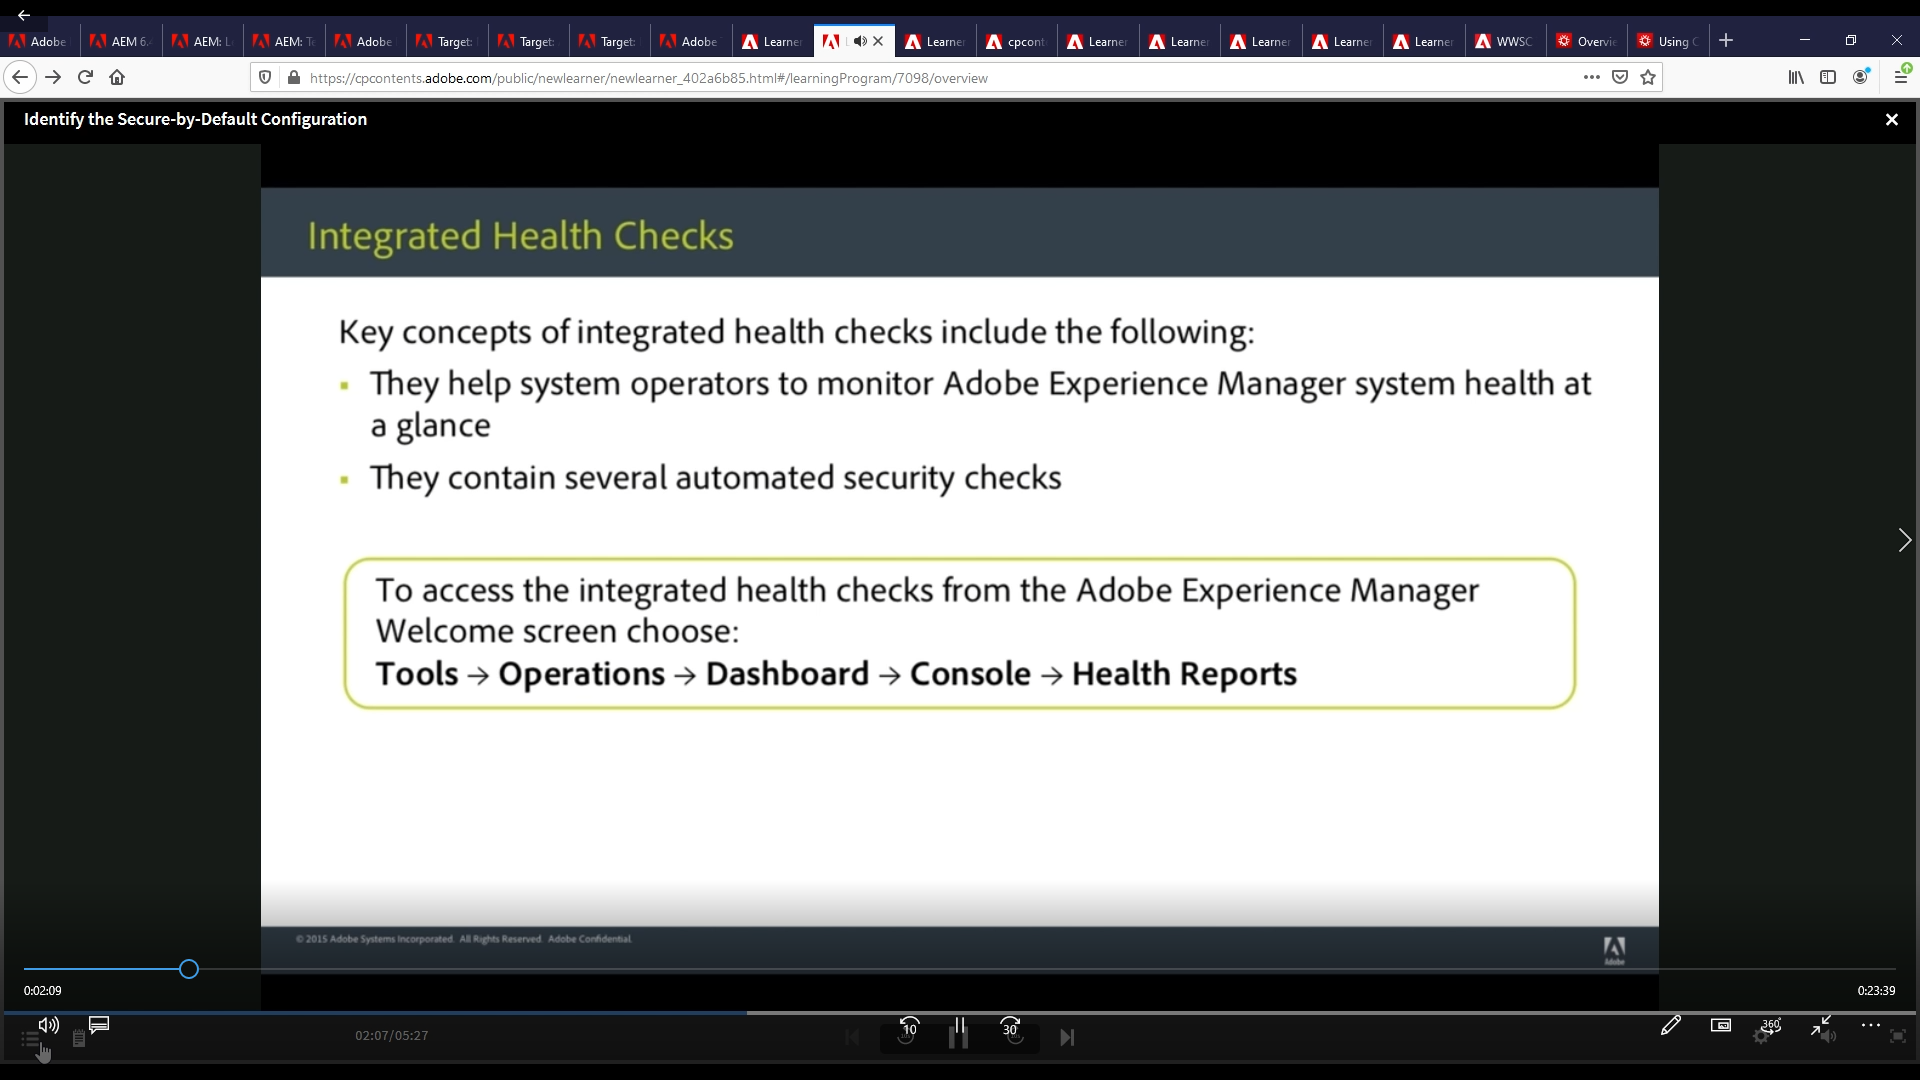 Adobe
AEM 6.
AEM: L
AEM: Te
Adobe
Target:
Target:
Target:
Adobe
Learner
Learner
cpconte
Learner
Learner
Learner
Learner
Learner
WWSC
Overvie
Using C
https://cpcontents.adobe.com/public/newlearner/newlearner_402a6b85.html#/learningProgram/7098/overview
Identify the Secure-by-Default Configuration
Integrated Health Checks
Key concepts of integrated health checks include the following:
▪ They help system operators to monitor Adobe Experience Manager system health at
a glance
▪ They contain several automated security checks
To access the integrated health checks from the Adobe Experience Manager
Welcome screen choose:
Tools → Operations → Dashboard → Console → Health Reports
© 2015 Adobe Systems Incorporated. All Rights Reserved. Adobe Confidential.
Adobe
0:02:09
0:23:39
02:07/05:27
10
30
360°